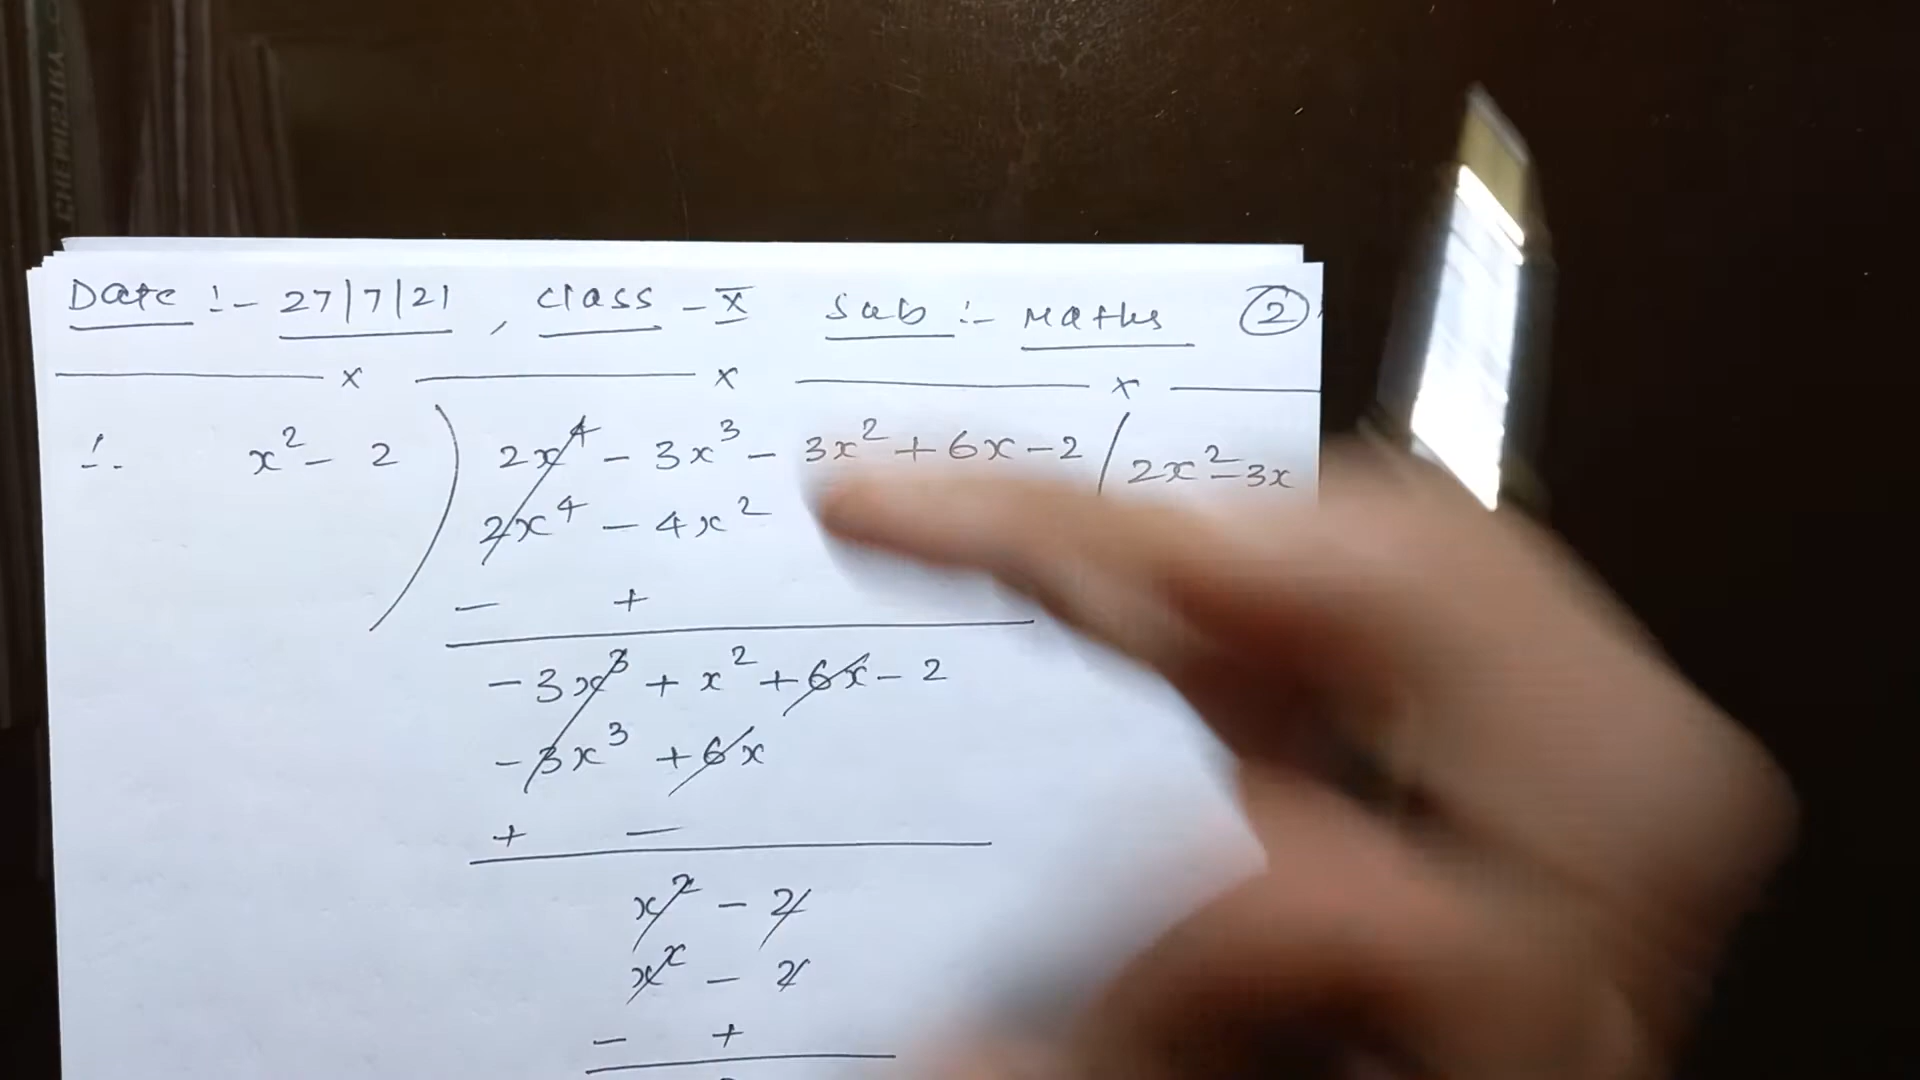 CHEMISTRY
Date :- 27/7/21 , Class - X Sub :- Maths ②
x x x
∴ x² - 2 ) 2x⁴ - 3x³ - 3x² + 6x - 2 / 2x² - 3x
2x⁴ - 4x²
- +
- 3x³ + x² + 6x - 2
- 3x³ + 6x
+ -
x² - 2
x² - 2
- +